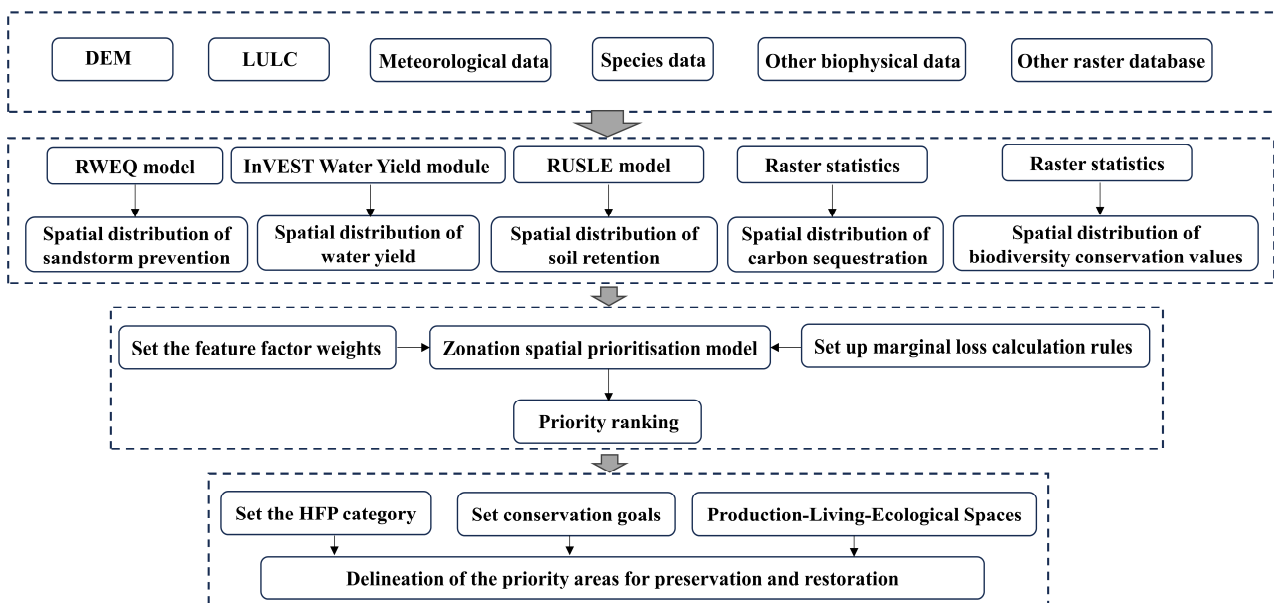 DEM
LULC
Meteorological data
Species data
Other biophysical data
Other raster database
RWEQ model
InVEST Water Yield module
RUSLE model
Raster statistics
Raster statistics
Spatial distribution of
sandstorm prevention
Spatial distribution of
water yield
Spatial distribution of
soil retention
Spatial distribution of
carbon sequestration
Spatial distribution of
biodiversity conservation values
Set the feature factor weights
Zonation spatial prioritisation model
Set up marginal loss calculation rules
Priority ranking
Set the HFP category
Set conservation goals
Production-Living-Ecological Spaces
Delineation of the priority areas for preservation and restoration